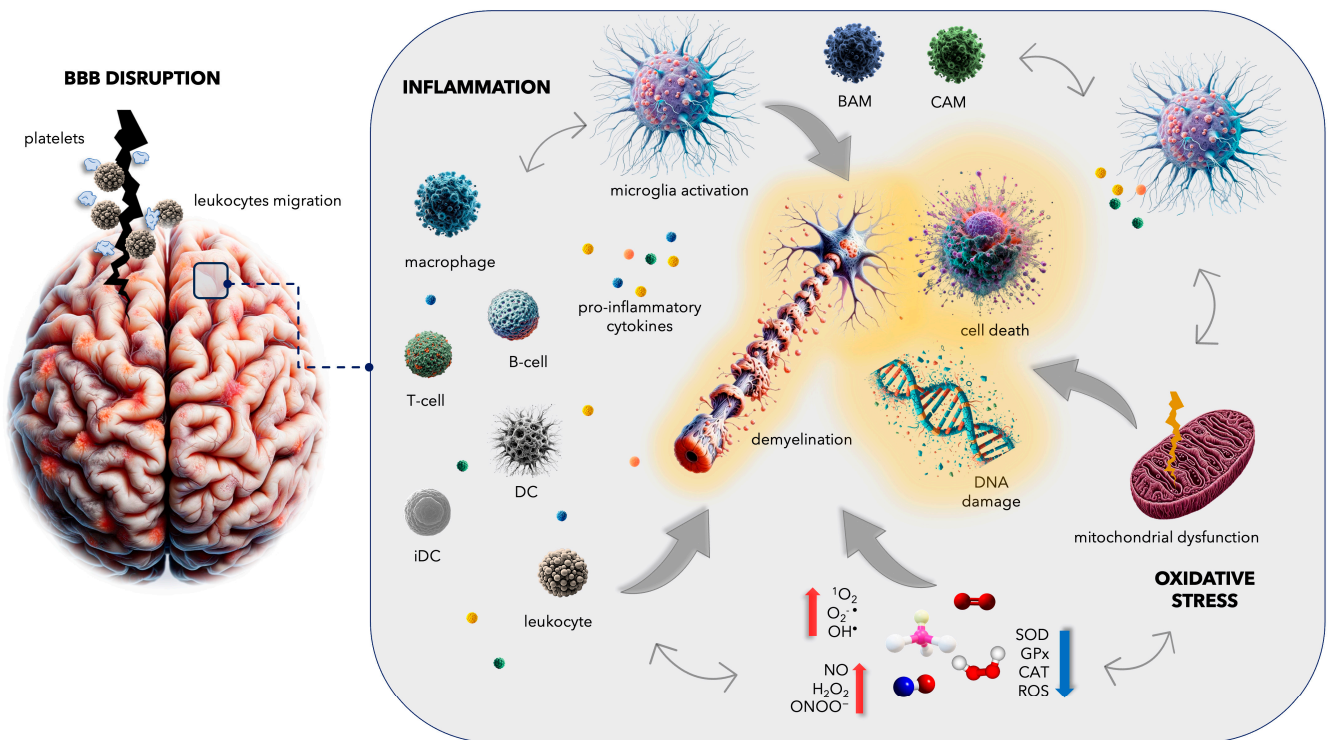 BBB DISRUPTION
platelets
leukocytes migration
INFLAMMATION
microglia activation
BAM
CAM
macrophage
pro-inflammatory
cytokines
B-cell
T-cell
cell death
demyelination
DC
DNA
damage
iDC
mitochondrial dysfunction
leukocyte
OXIDATIVE
STRESS
¹O₂
O₂⁻•
OH•
NO
H₂O₂
ONOO⁻
SOD
GPx
CAT
ROS